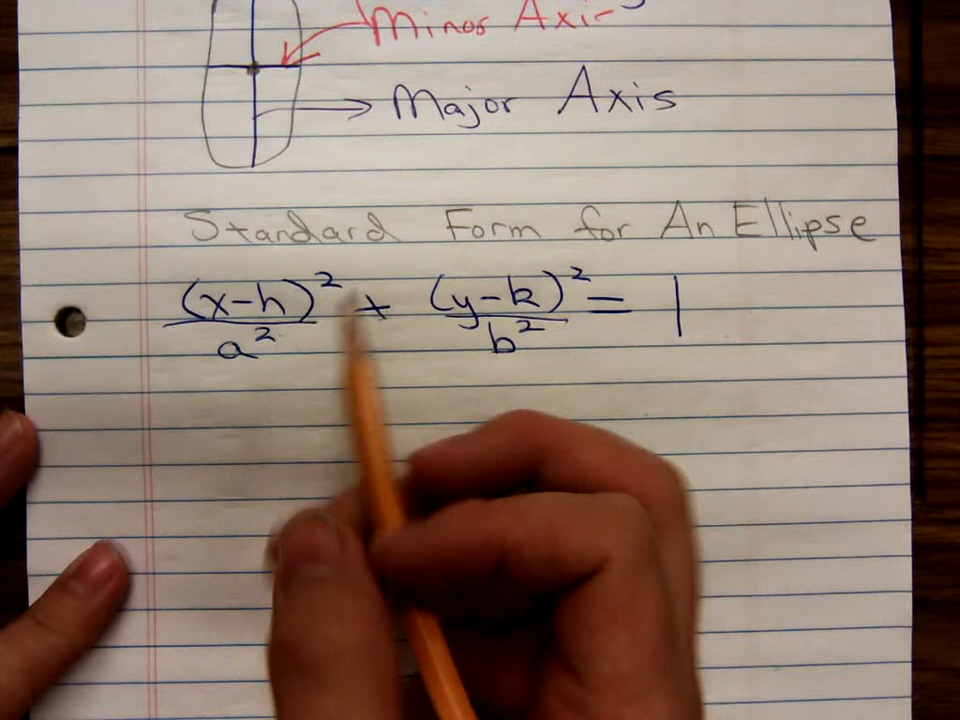 Minor Axis
Major Axis
Standard Form for An Ellipse
(x-h)²/a² + (y-k)²/b² = 1